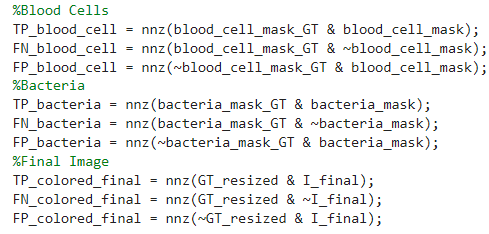 %Blood Cells
TP_blood_cell = nnz(blood_cell_mask_GT & blood_cell_mask);
FN_blood_cell = nnz(blood_cell_mask_GT & ~blood_cell_mask);
FP_blood_cell = nnz(~blood_cell_mask_GT & blood_cell_mask);
%Bacteria
TP_bacteria = nnz(bacteria_mask_GT & bacteria_mask);
FN_bacteria = nnz(bacteria_mask_GT & ~bacteria_mask);
FP_bacteria = nnz(~bacteria_mask_GT & bacteria_mask);
%Final Image
TP_colored_final = nnz(GT_resized & I_final);
FN_colored_final = nnz(GT_resized & ~I_final);
FP_colored_final = nnz(~GT_resized & I_final);